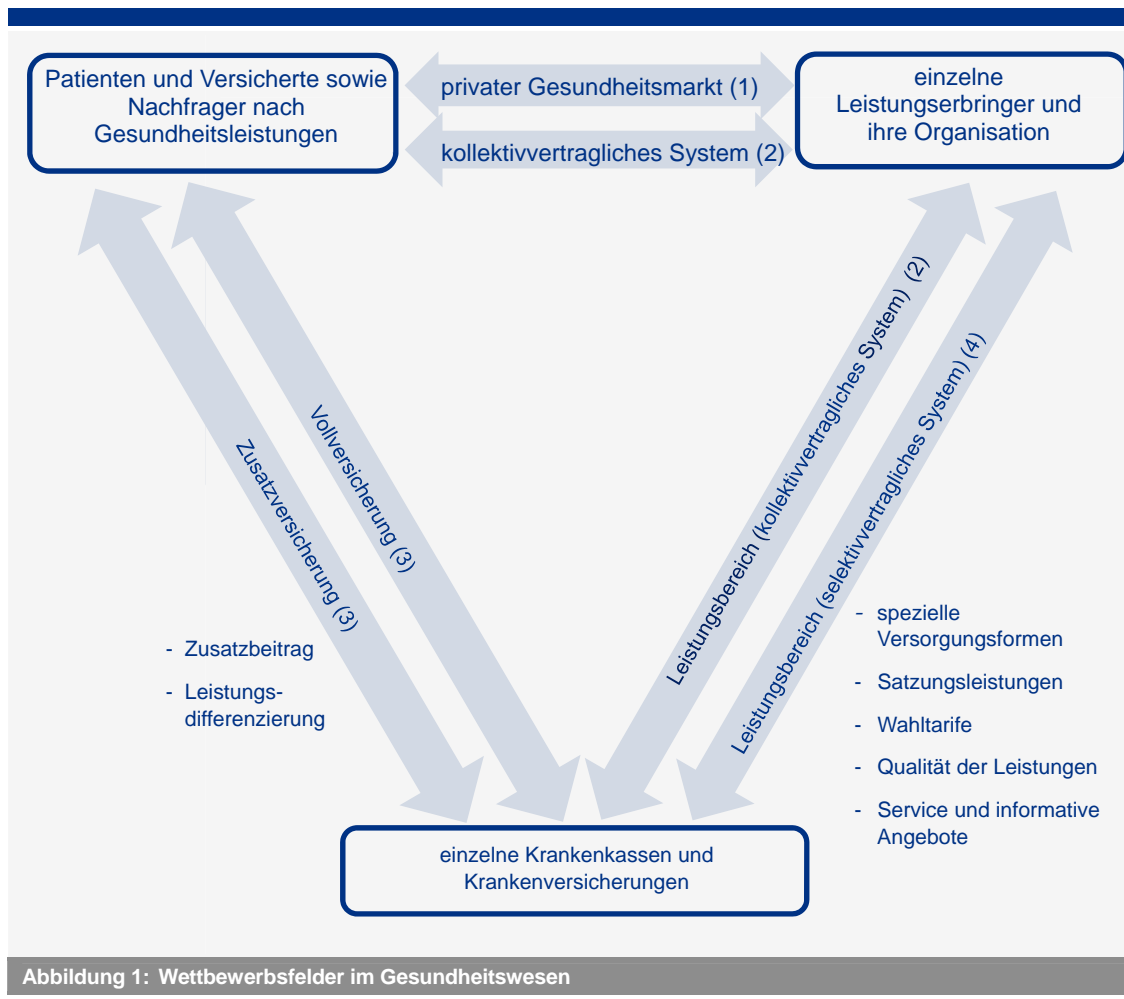 Patienten und Versicherte sowie
Nachfrager nach
Gesundheitsleistungen
privater Gesundheitsmarkt (1)
kollektivvertragliches System (2)
einzelne
Leistungserbringer und
ihre Organisation
Zusatzversicherung (3)
Vollversicherung (3)
Leistungsbereich (kollektivvertragliches System) (2)
Leistungsbereich (selektivvertragliches System) (4)
- Zusatzbeitrag
- Leistungs-
differenzierung
- spezielle
Versorgungsformen
- Satzungsleistungen
- Wahltarife
- Qualität der Leistungen
- Service und informative
Angebote
einzelne Krankenkassen und
Krankenversicherungen
Abbildung 1: Wettbewerbsfelder im Gesundheitswesen